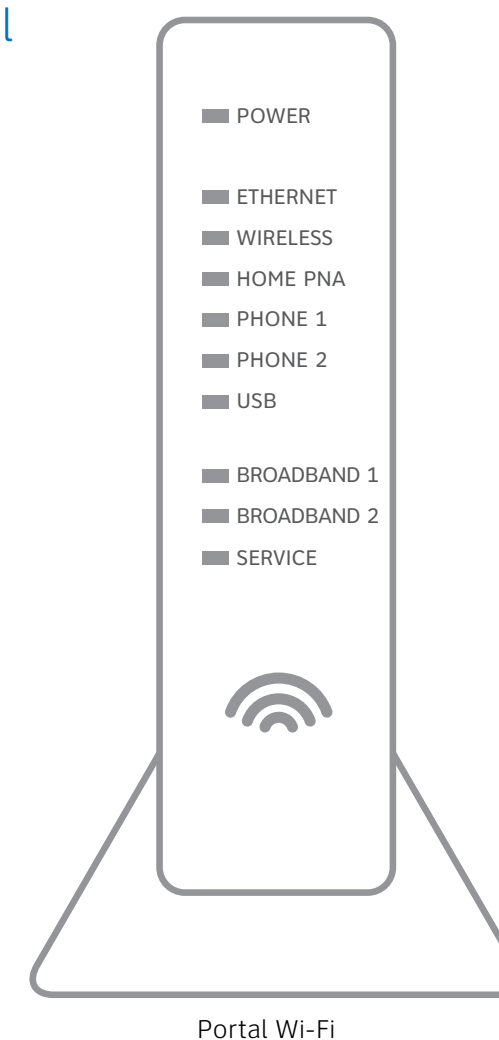 l
POWER
ETHERNET
WIRELESS
HOME PNA
PHONE 1
PHONE 2
USB
BROADBAND 1
BROADBAND 2
SERVICE
Portal Wi-Fi